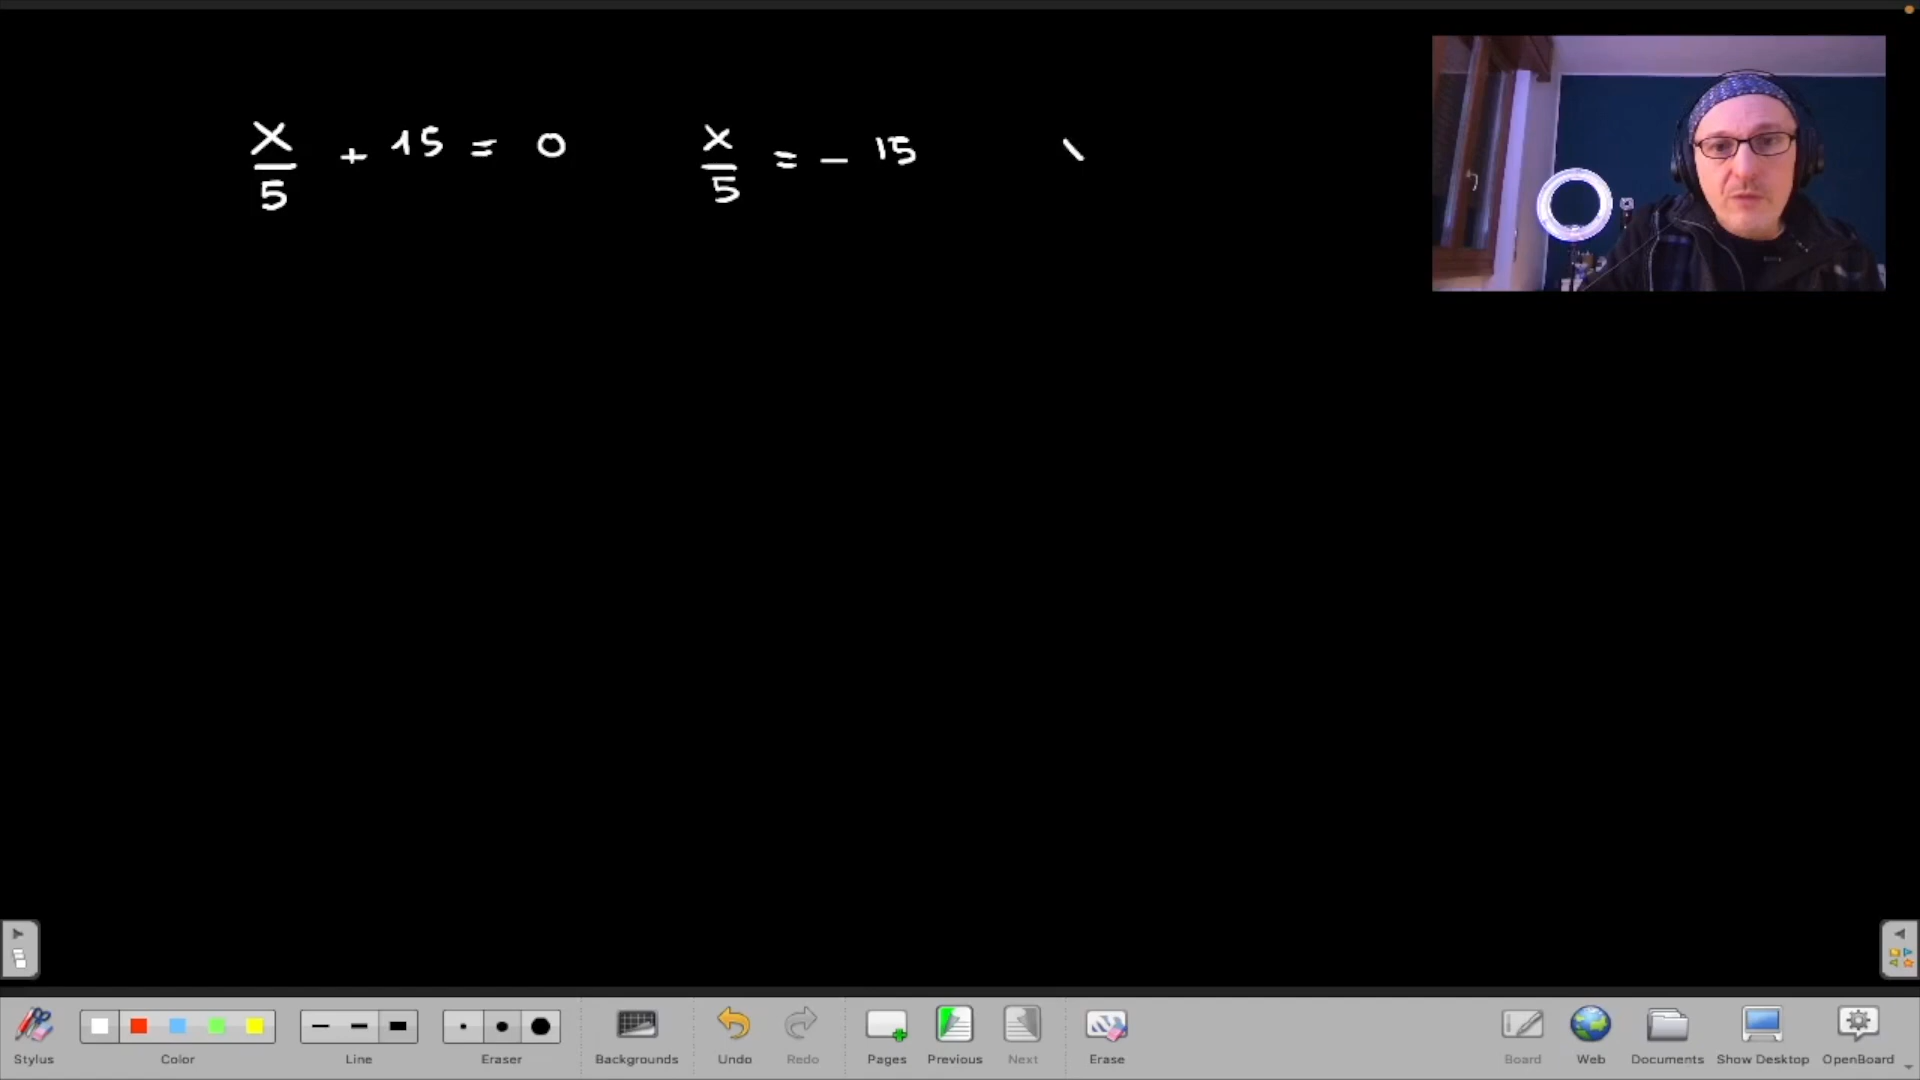 x/5 + 15 = 0 x/5 = - 15
Stylus Color Line Eraser Backgrounds Undo Redo Pages Previous Next Erase Board Web Documents Show Desktop OpenBoard